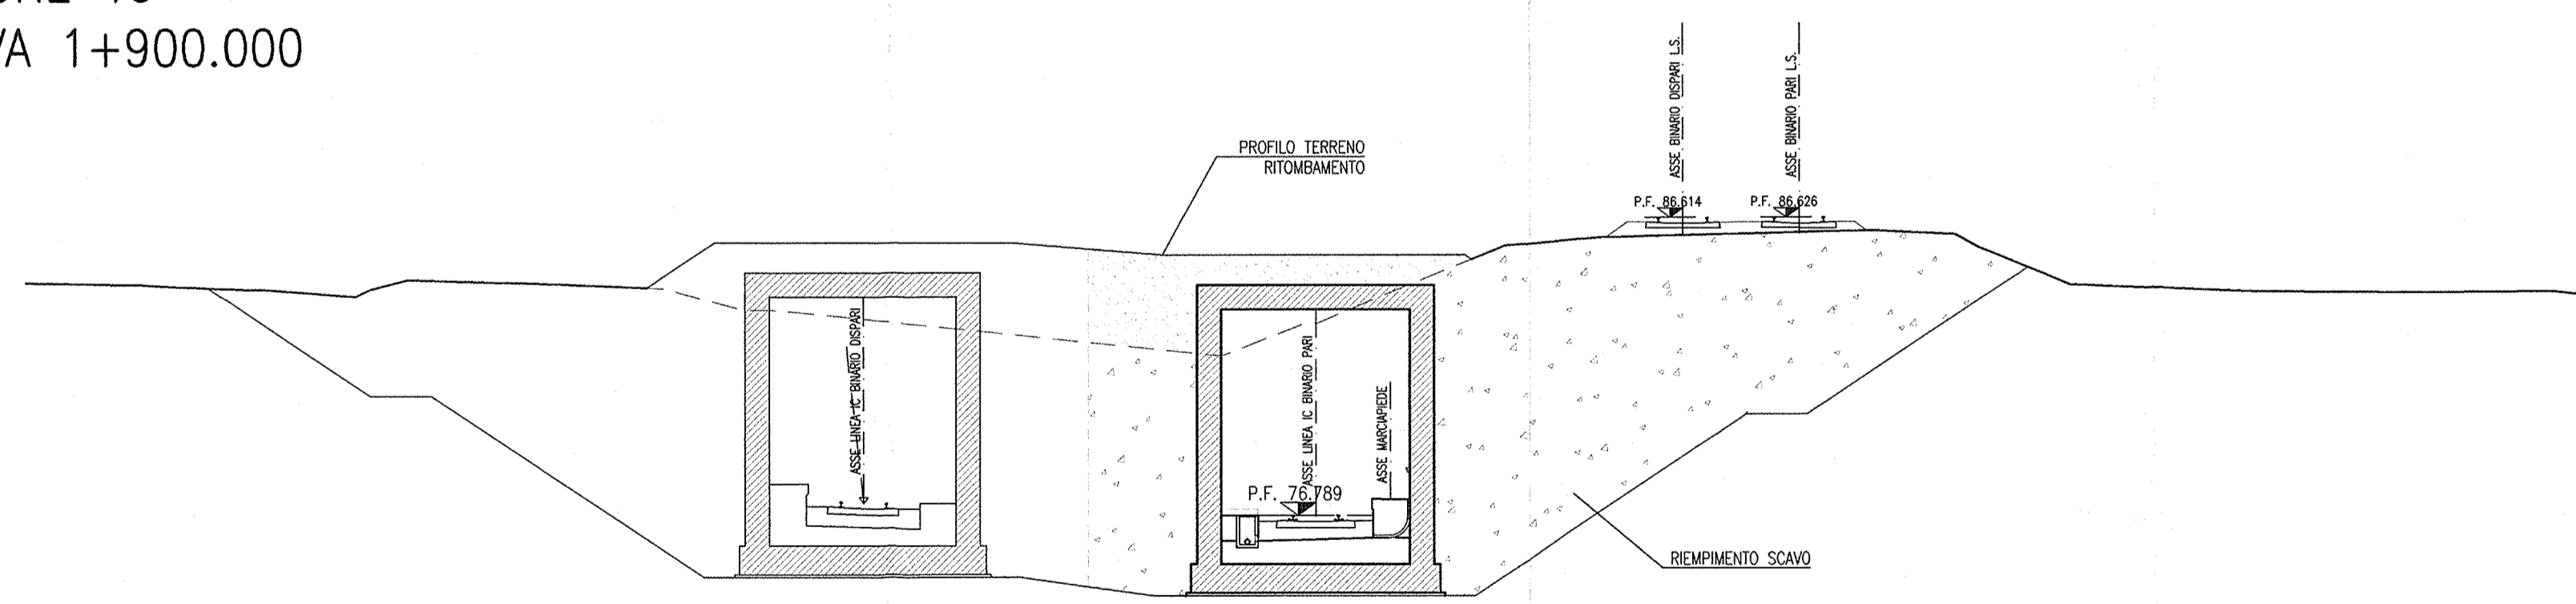 1+900.000
ASSE BINARIO DISPARI L.S.
ASSE BINARIO PARI L.S.
PROFILO TERRENO
RITOMBAMENTO
P.F. 86.614
P.F. 86.626
ASSE LINEA IC BINARIO DISPARI
ASSE LINEA IC BINARIO PARI
ASSE MARCIAPIEDE
P.F. 76.789
RIEMPIMENTO SCAVO